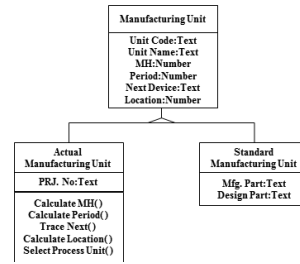 Manufacturing Unit
Unit Code:Text
Unit Name:Text
MH:Number
Period:Number
Next Device:Text
Location:Number
Actual
Manufacturing Unit
PRJ. No:Text
Calculate MH()
Calculate Period()
Trace Next()
Calculate Location()
Select Process Unit()
Standard
Manufacturing Unit
Mfg. Part:Text
Design Part:Text